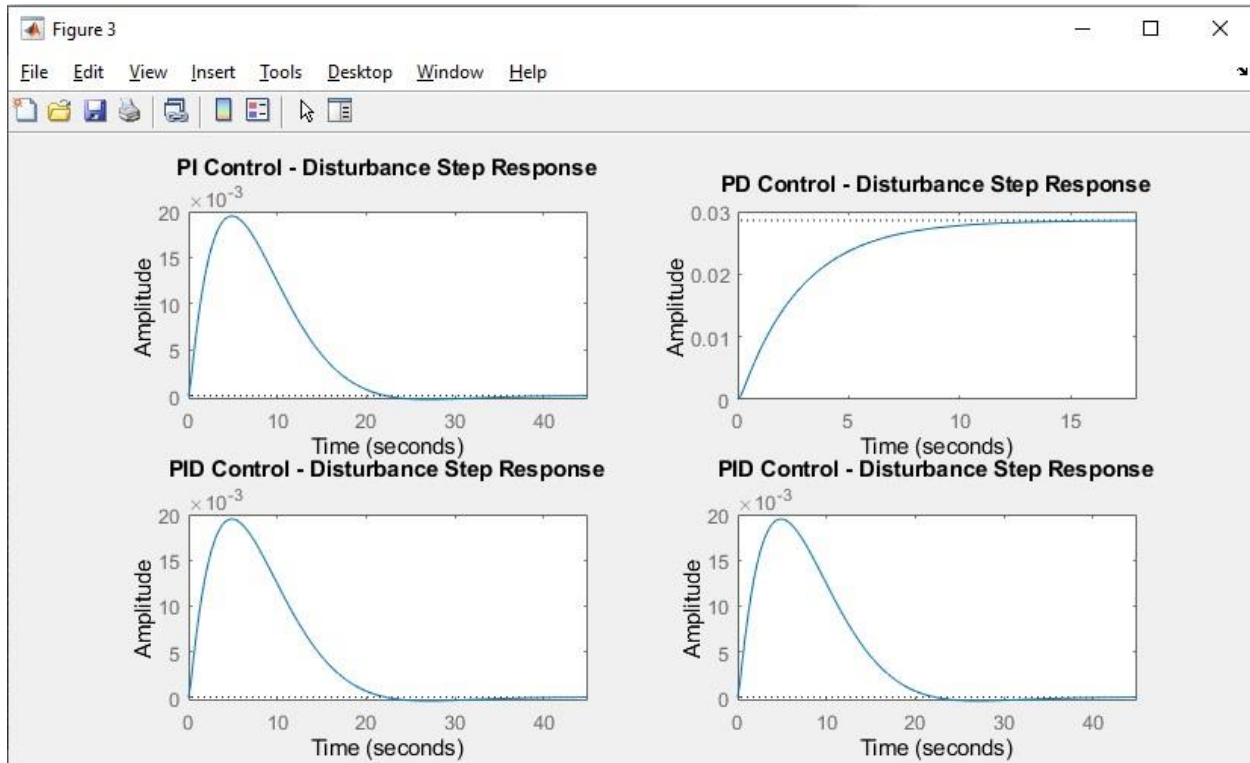 Figure 3
File Edit View Insert Tools Desktop Window Help
PI Control - Disturbance Step Response
×10-3
20
15
10
5
0
Amplitude
0 10 20 30 40
Time (seconds)
PD Control - Disturbance Step Response
0.03
0.02
0.01
0
Amplitude
0 5 10 15
Time (seconds)
PID Control - Disturbance Step Response
×10-3
20
15
10
5
0
Amplitude
0 10 20 30 40
Time (seconds)
PID Control - Disturbance Step Response
×10-3
20
15
10
5
0
Amplitude
0 10 20 30 40
Time (seconds)